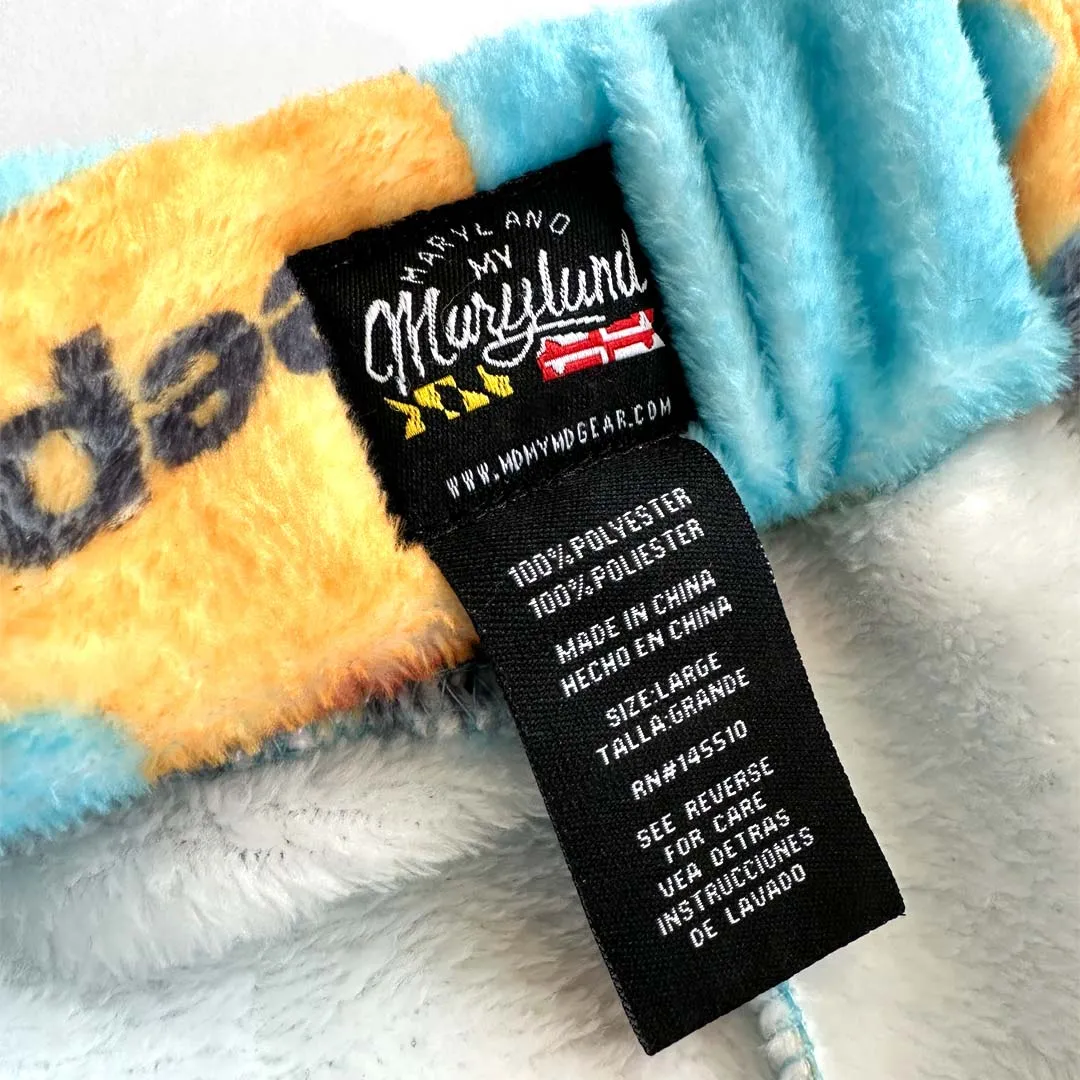 MARYLAND
MY
Maryland
WWW.MDMYMDGEAR.COM
100%POLYESTER
100%POLIESTER
MADE IN CHINA
HECHO EN CHINA
SIZE:LARGE
TALLA:GRANDE
RN#145510
SEE REVERSE
FOR CARE
VEA DETRAS
INSTRUCCIONES
DE LAVADO